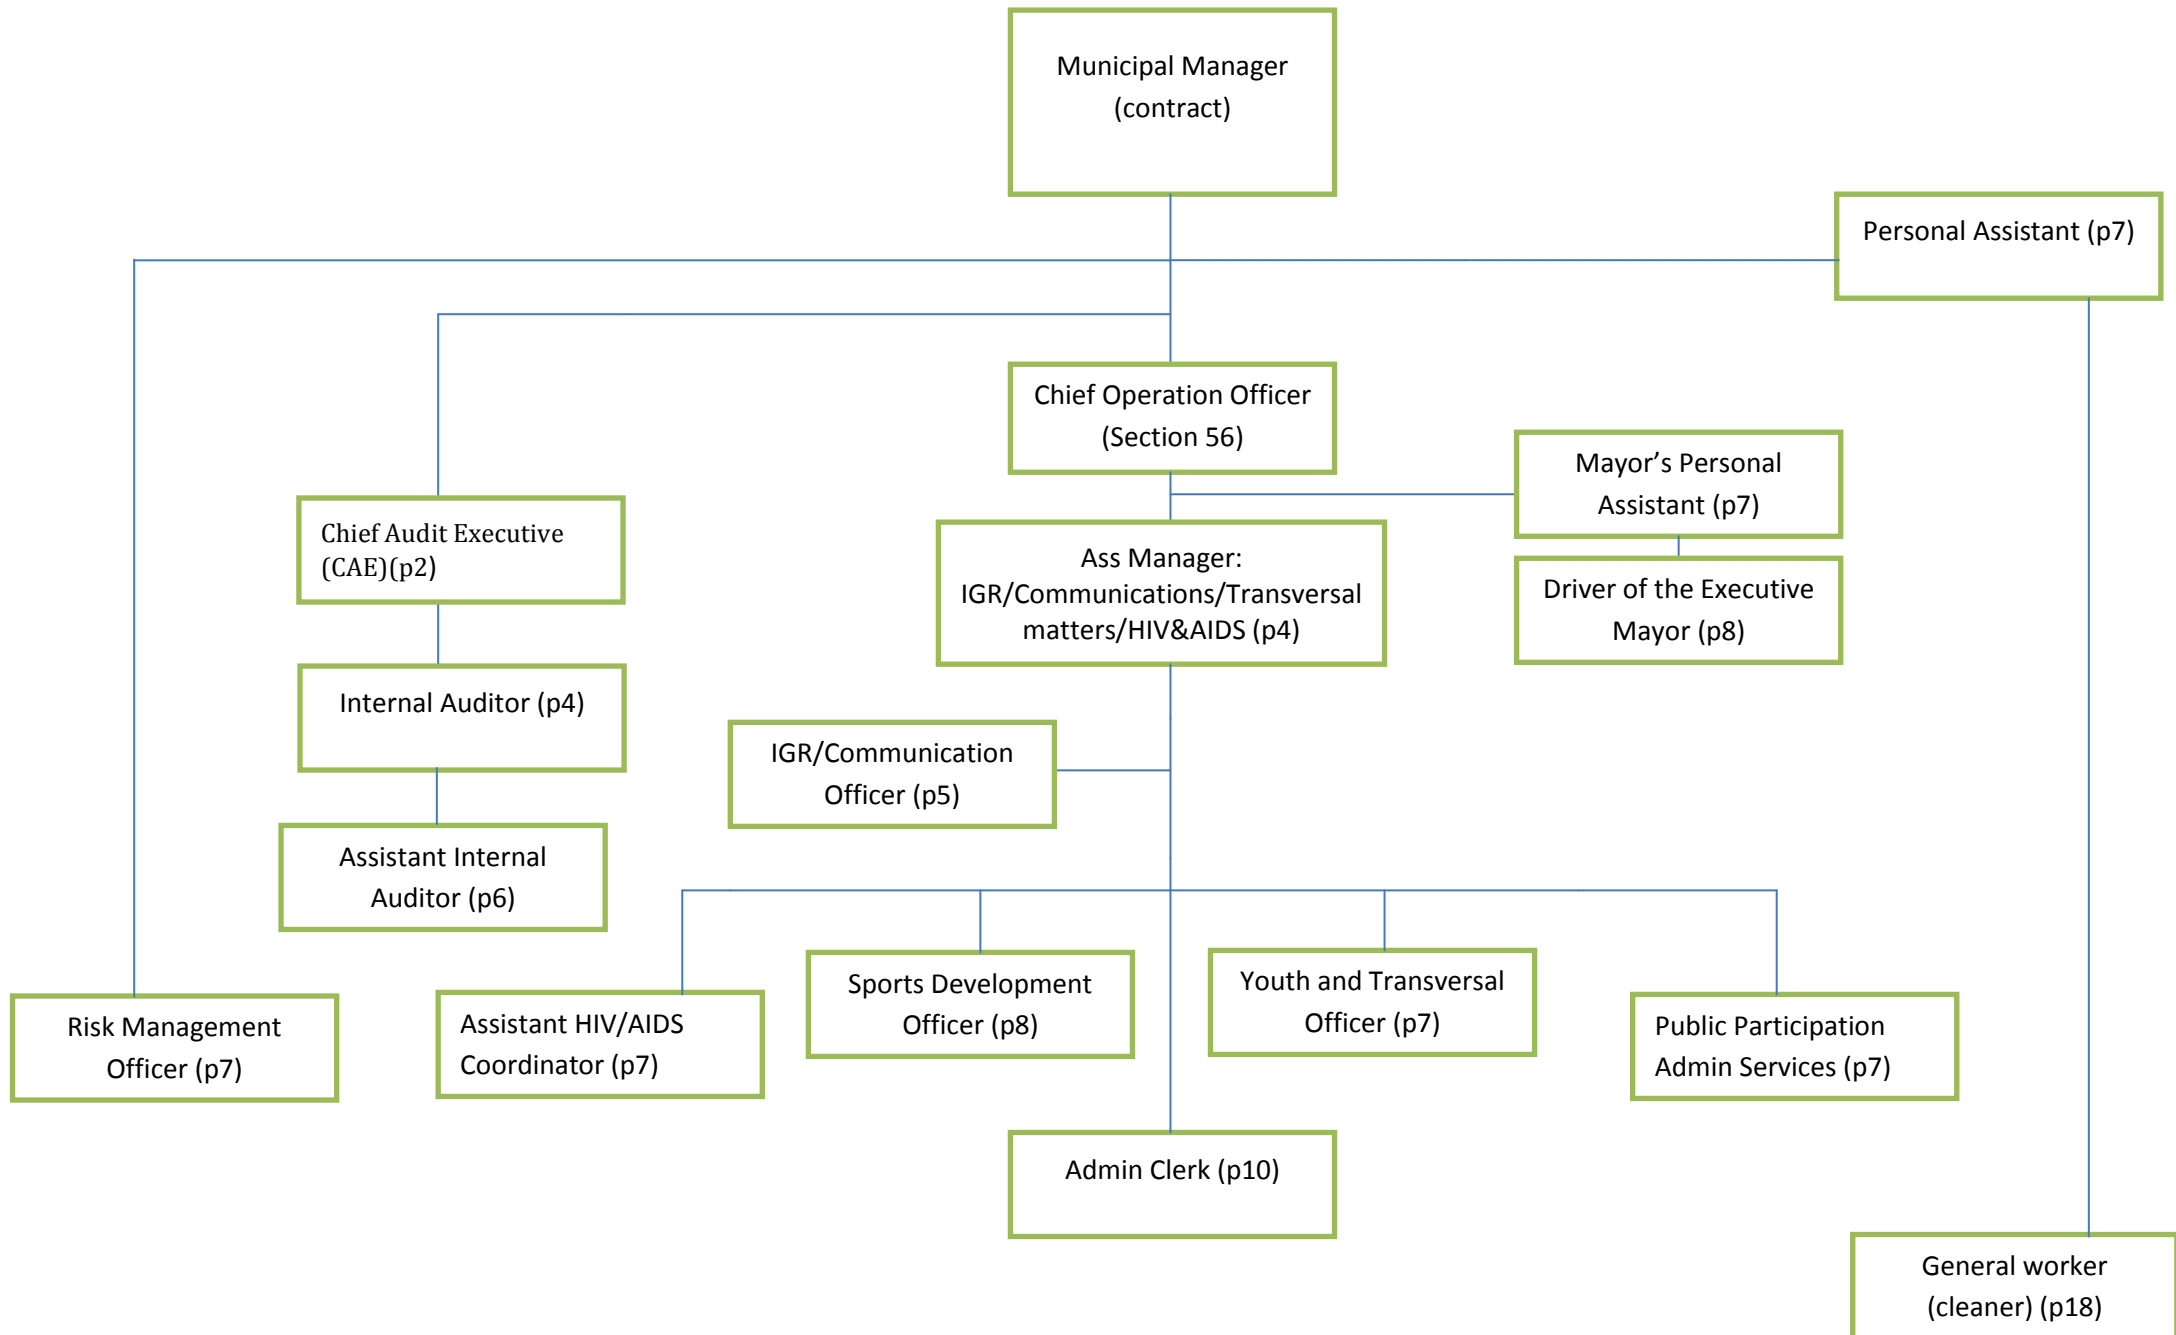 Municipal Manager
(contract)
Personal Assistant (p7)
Chief Operation Officer
(Section 56)
Mayor’s Personal
Assistant (p7)
Chief Audit Executive
(CAE)(p2)
Ass Manager:
IGR/Communications/Transversal
matters/HIV&AIDS (p4)
Driver of the Executive
Mayor (p8)
Internal Auditor (p4)
IGR/Communication
Officer (p5)
Assistant Internal
Auditor (p6)
Risk Management
Officer (p7)
Assistant HIV/AIDS
Coordinator (p7)
Sports Development
Officer (p8)
Youth and Transversal
Officer (p7)
Public Participation
Admin Services (p7)
Admin Clerk (p10)
General worker
(cleaner) (p18)